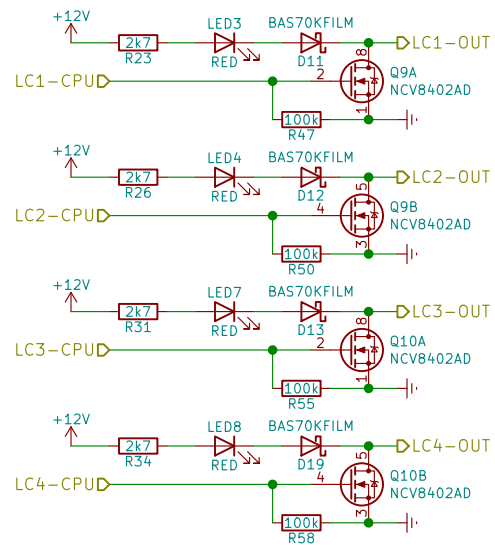 +12V
LED3 BAS70KFILM
2k7 LC1-OUT
R23 RED D11 8
LC1-CPU 2 Q9A
NCV8402AD
1
100k
R47
+12V
LED4 BAS70KFILM
2k7 LC2-OUT
R26 RED D12 5
LC2-CPU 4 Q9B
NCV8402AD
3
100k
R50
+12V
LED7 BAS70KFILM
2k7 LC3-OUT
R31 RED D13 8
LC3-CPU 2 Q10A
NCV8402AD
1
100k
R55
+12V
LED8 BAS70KFILM
2k7 LC4-OUT
R34 RED D19 5
LC4-CPU 4 Q10B
NCV8402AD
3
100k
R58